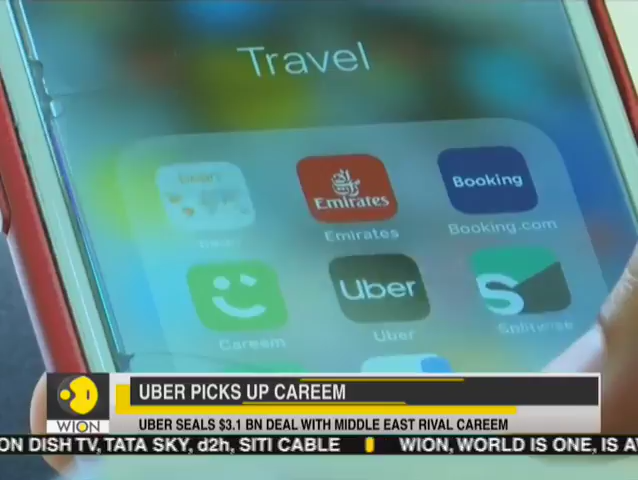 Travel
Emirates
Booking
Emirates
Booking.com
Uber
S
Careem
Uber
Splitwise
UBER PICKS UP CAREEM
WION
UBER SEALS $3.1 BN DEAL WITH MIDDLE EAST RIVAL CAREEM
ON DISH TV, TATA SKY, d2h, SITI CABLE WION, WORLD IS ONE, IS AV